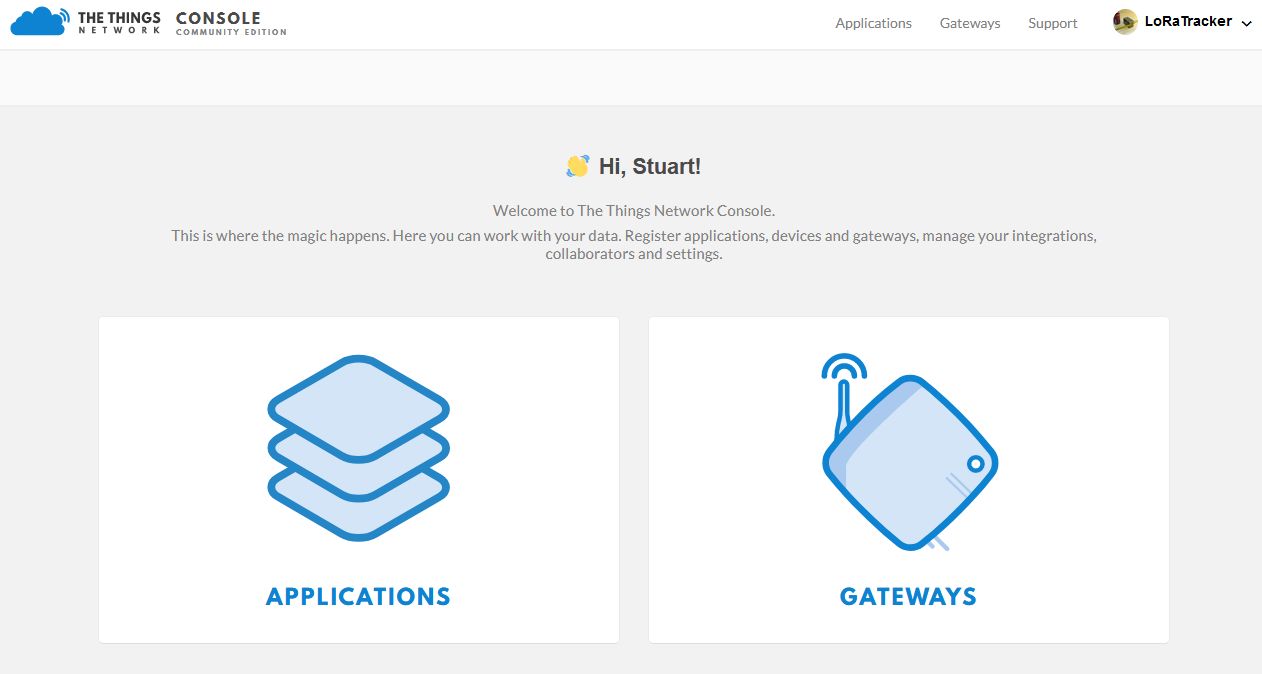 THE THINGS NETWORK CONSOLE COMMUNITY EDITION
Applications Gateways Support LoRaTracker
Hi, Stuart!
Welcome to The Things Network Console.
This is where the magic happens. Here you can work with your data. Register applications, devices and gateways, manage your integrations,
collaborators and settings.
APPLICATIONS
GATEWAYS